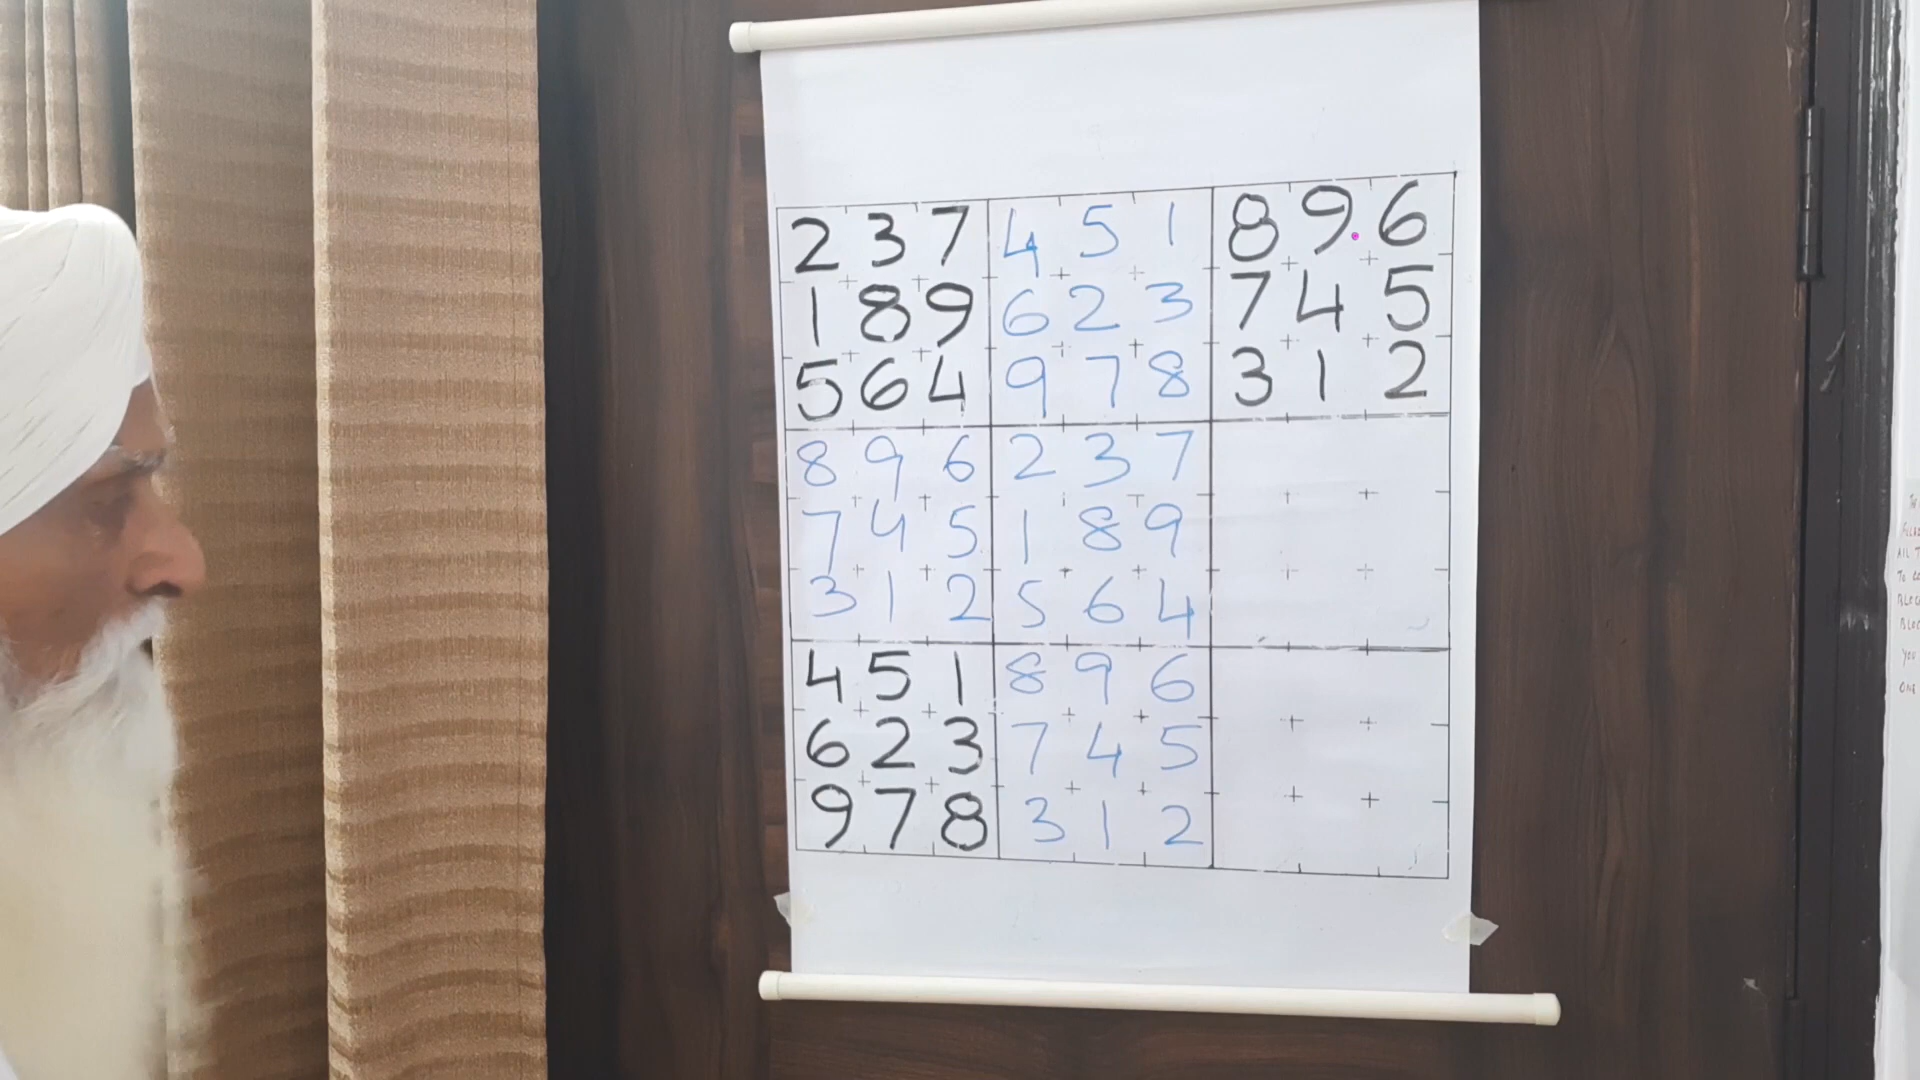 2 3 7 4 5 1 8 9 6
1 8 9 6 2 3 7 4 5
5 6 4 9 7 8 3 1 2
8 9 6 2 3 7
7 4 5 1 8 9
3 1 2 5 6 4
4 5 1 8 9 6
6 2 3 7 4 5
9 7 8 3 1 2
YOU
ONE